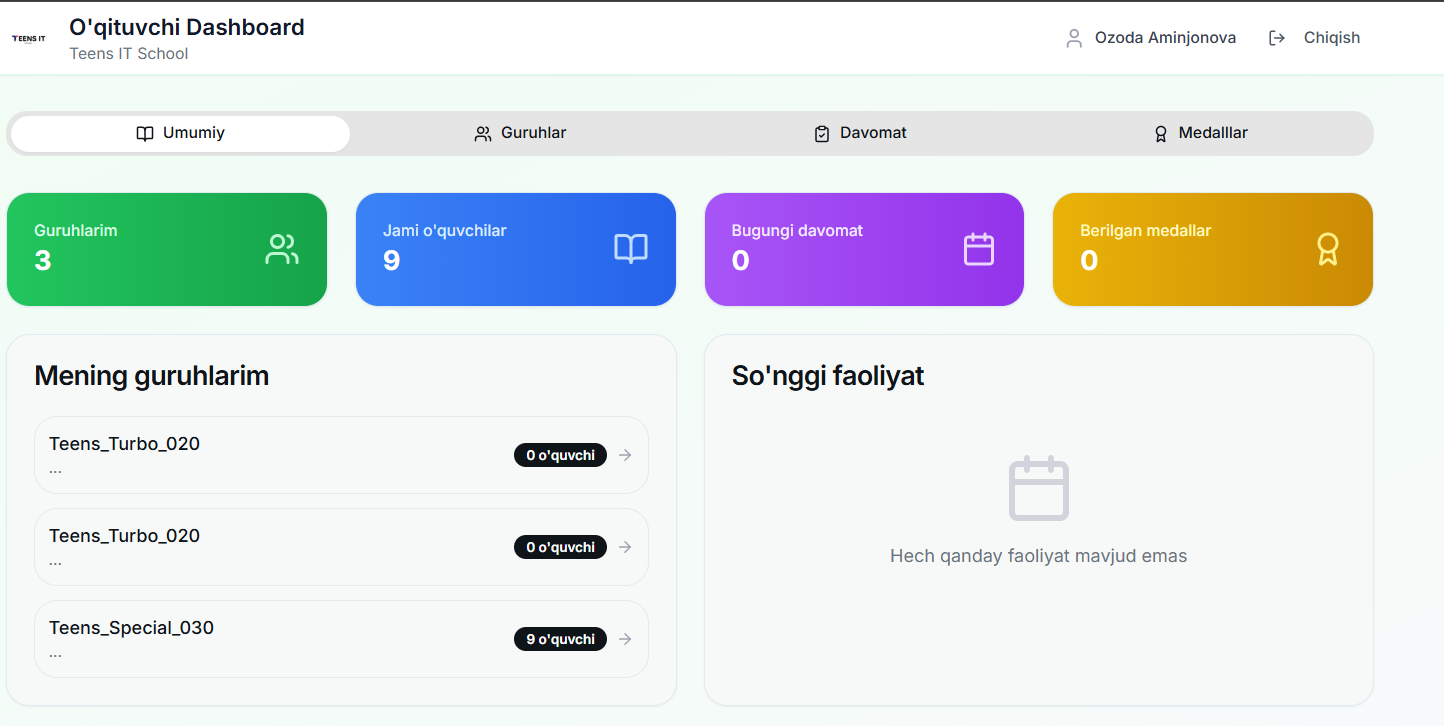 TEENS IT
O'qituvchi Dashboard
Teens IT School
Ozoda Aminjonova
Chiqish
Umumiy
Guruhlar
Davomat
Medalllar
Guruhlarim
3
Jami o'quvchilar
9
Bugungi davomat
0
Berilgan medallar
0
Mening guruhlarim
Teens_Turbo_020
...
0 o'quvchi
Teens_Turbo_020
...
0 o'quvchi
Teens_Special_030
...
9 o'quvchi
So'nggi faoliyat
Hech qanday faoliyat mavjud emas